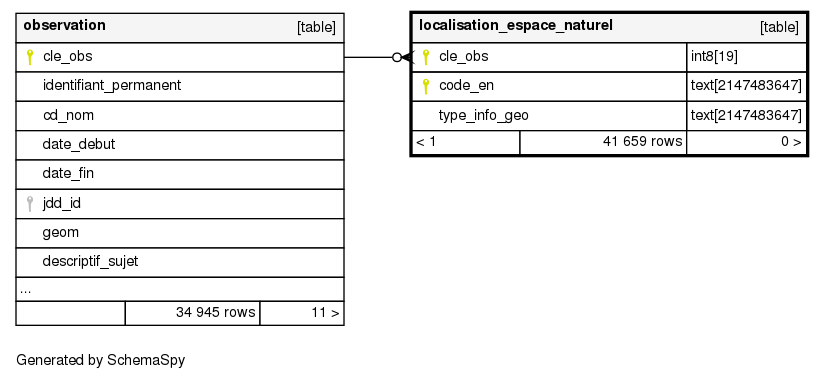 observation [table]
cle_obs
identifiant_permanent
cd_nom
date_debut
date_fin
jdd_id
geom
descriptif_sujet
...
34 945 rows 11 >
localisation_espace_naturel [table]
cle_obs int8[19]
code_en text[2147483647]
type_info_geo text[2147483647]
< 1 41 659 rows 0 >
Generated by SchemaSpy